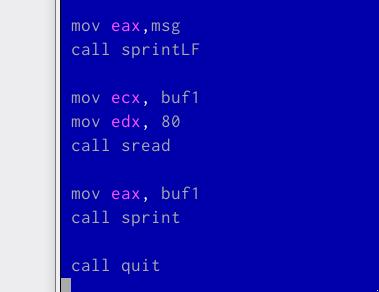 mov eax,msg
call sprintLF
mov ecx, buf1
mov edx, 80
call sread
mov eax, buf1
call sprint
call quit